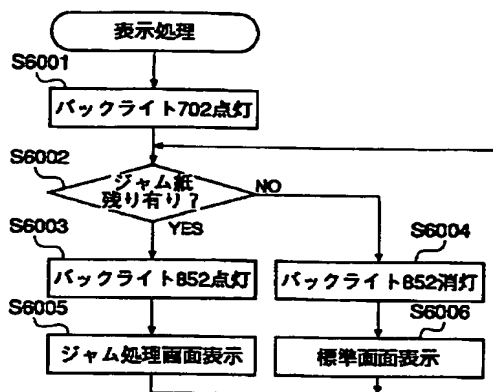 表示処理
S6001
バックライト702点灯
S6002
ジャム紙
残り有り?
NO
YES
S6003
バックライト852点灯
S6004
バックライト852消灯
S6005
ジャム処理画面表示
S6006
標準画面表示